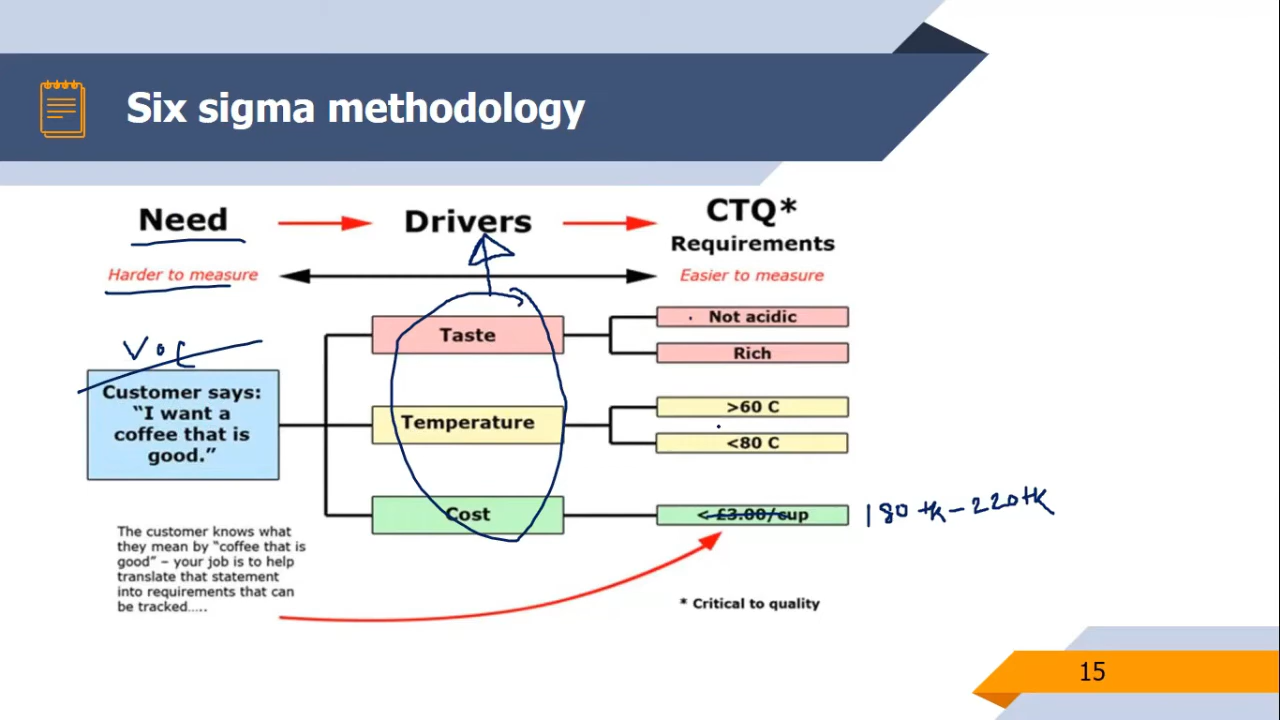 Six sigma methodology
Need
Drivers
CTQ*
Requirements
Harder to measure
Easier to measure
VOC
Customer says:
“I want a
coffee that is
good.”
Taste
Temperature
Cost
Not acidic
Rich
>60 C
<80 C
< £3.00/cup
180 tk - 220 tk
The customer knows what
they mean by “coffee that is
good” – your job is to help
translate that statement
into requirements that can
be tracked.....
* Critical to quality
15